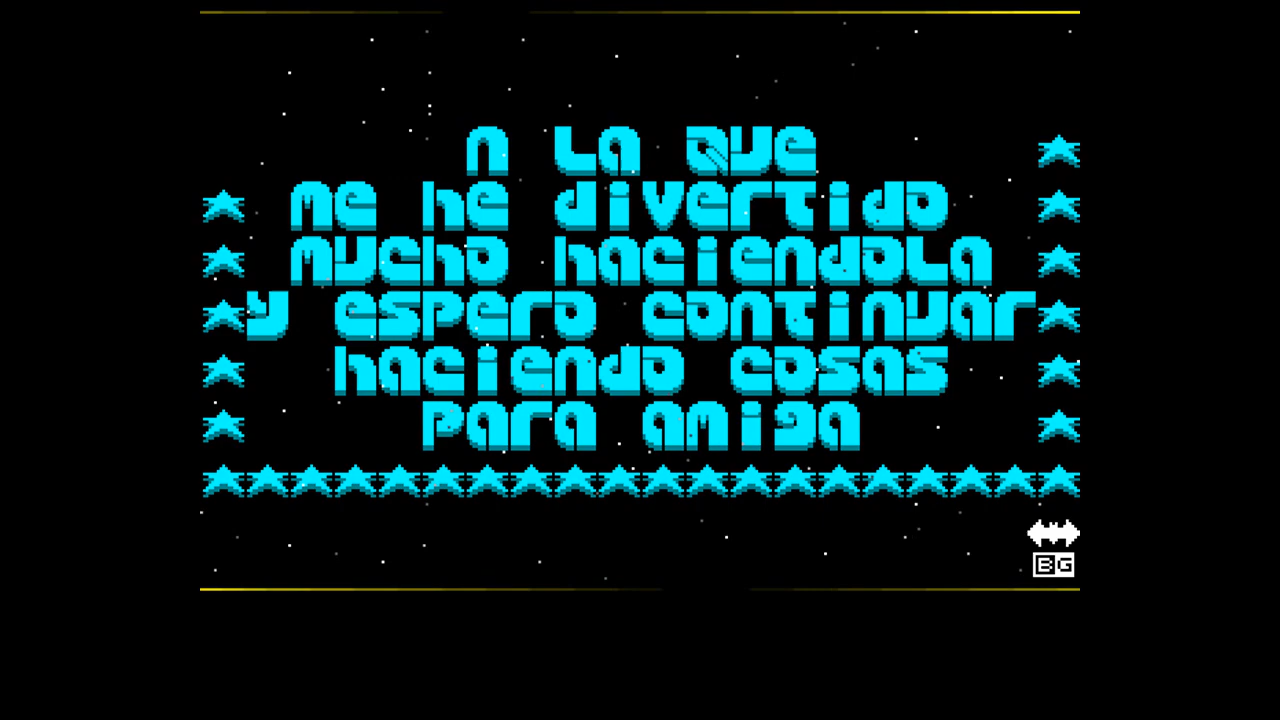 n la que
me he divertido
mucho haciendola
y espero continuar
haciendo cosas
para amiga
BG